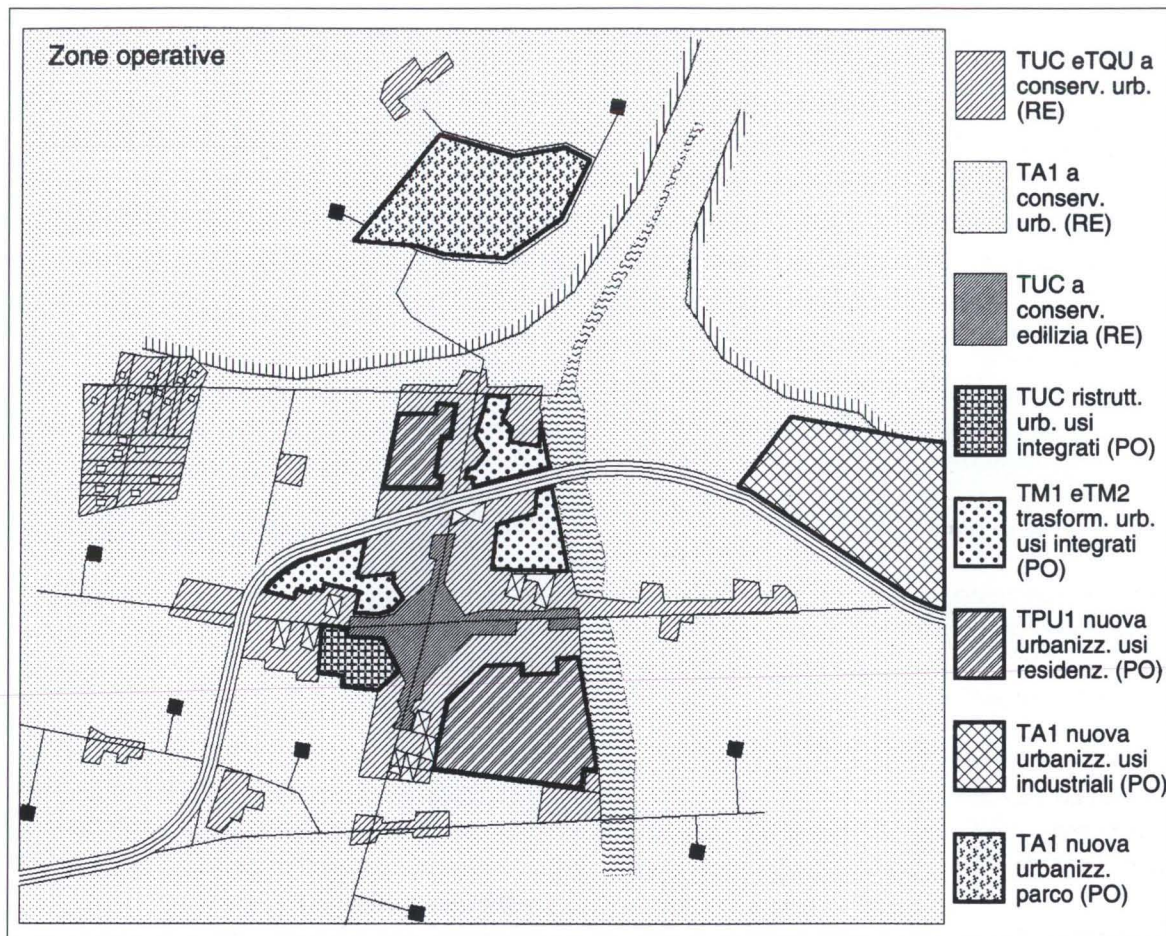 Zone operative
TUC eTQU a
conserv. urb.
(RE)
TA1 a
conserv.
urb. (RE)
TUC a
conserv.
edilizia (RE)
TUC ristrutt.
urb. usi
integrati (PO)
TM1 eTM2
trasform. urb.
usi integrati
(PO)
TPU1 nuova
urbanizz. usi
residenz. (PO)
TA1 nuova
urbanizz. usi
industriali (PO)
TA1 nuova
urbanizz.
parco (PO)